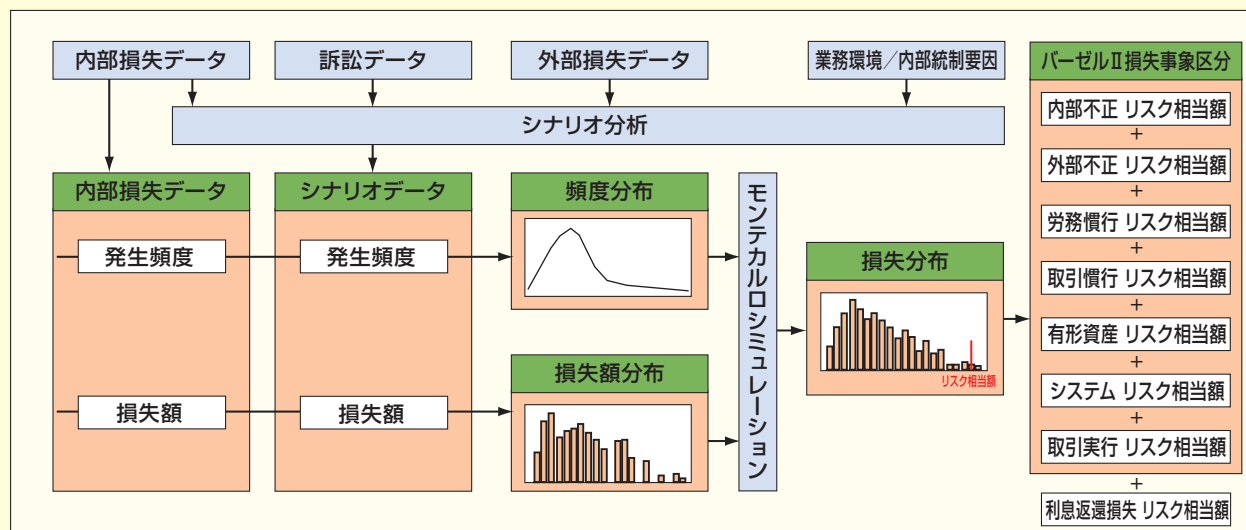 内部損失データ
訴訟データ
外部損失データ
業務環境／内部統制要因
シナリオ分析
内部損失データ
発生頻度
損失額
シナリオデータ
発生頻度
損失額
頻度分布
損失額分布
モンテカルロシミュレーション
損失分布
リスク相当額
バーゼルⅡ損失事象区分
内部不正 リスク相当額
+
外部不正 リスク相当額
+
労務慣行 リスク相当額
+
取引慣行 リスク相当額
+
有形資産 リスク相当額
+
システム リスク相当額
+
取引実行 リスク相当額
+
利息返還損失 リスク相当額